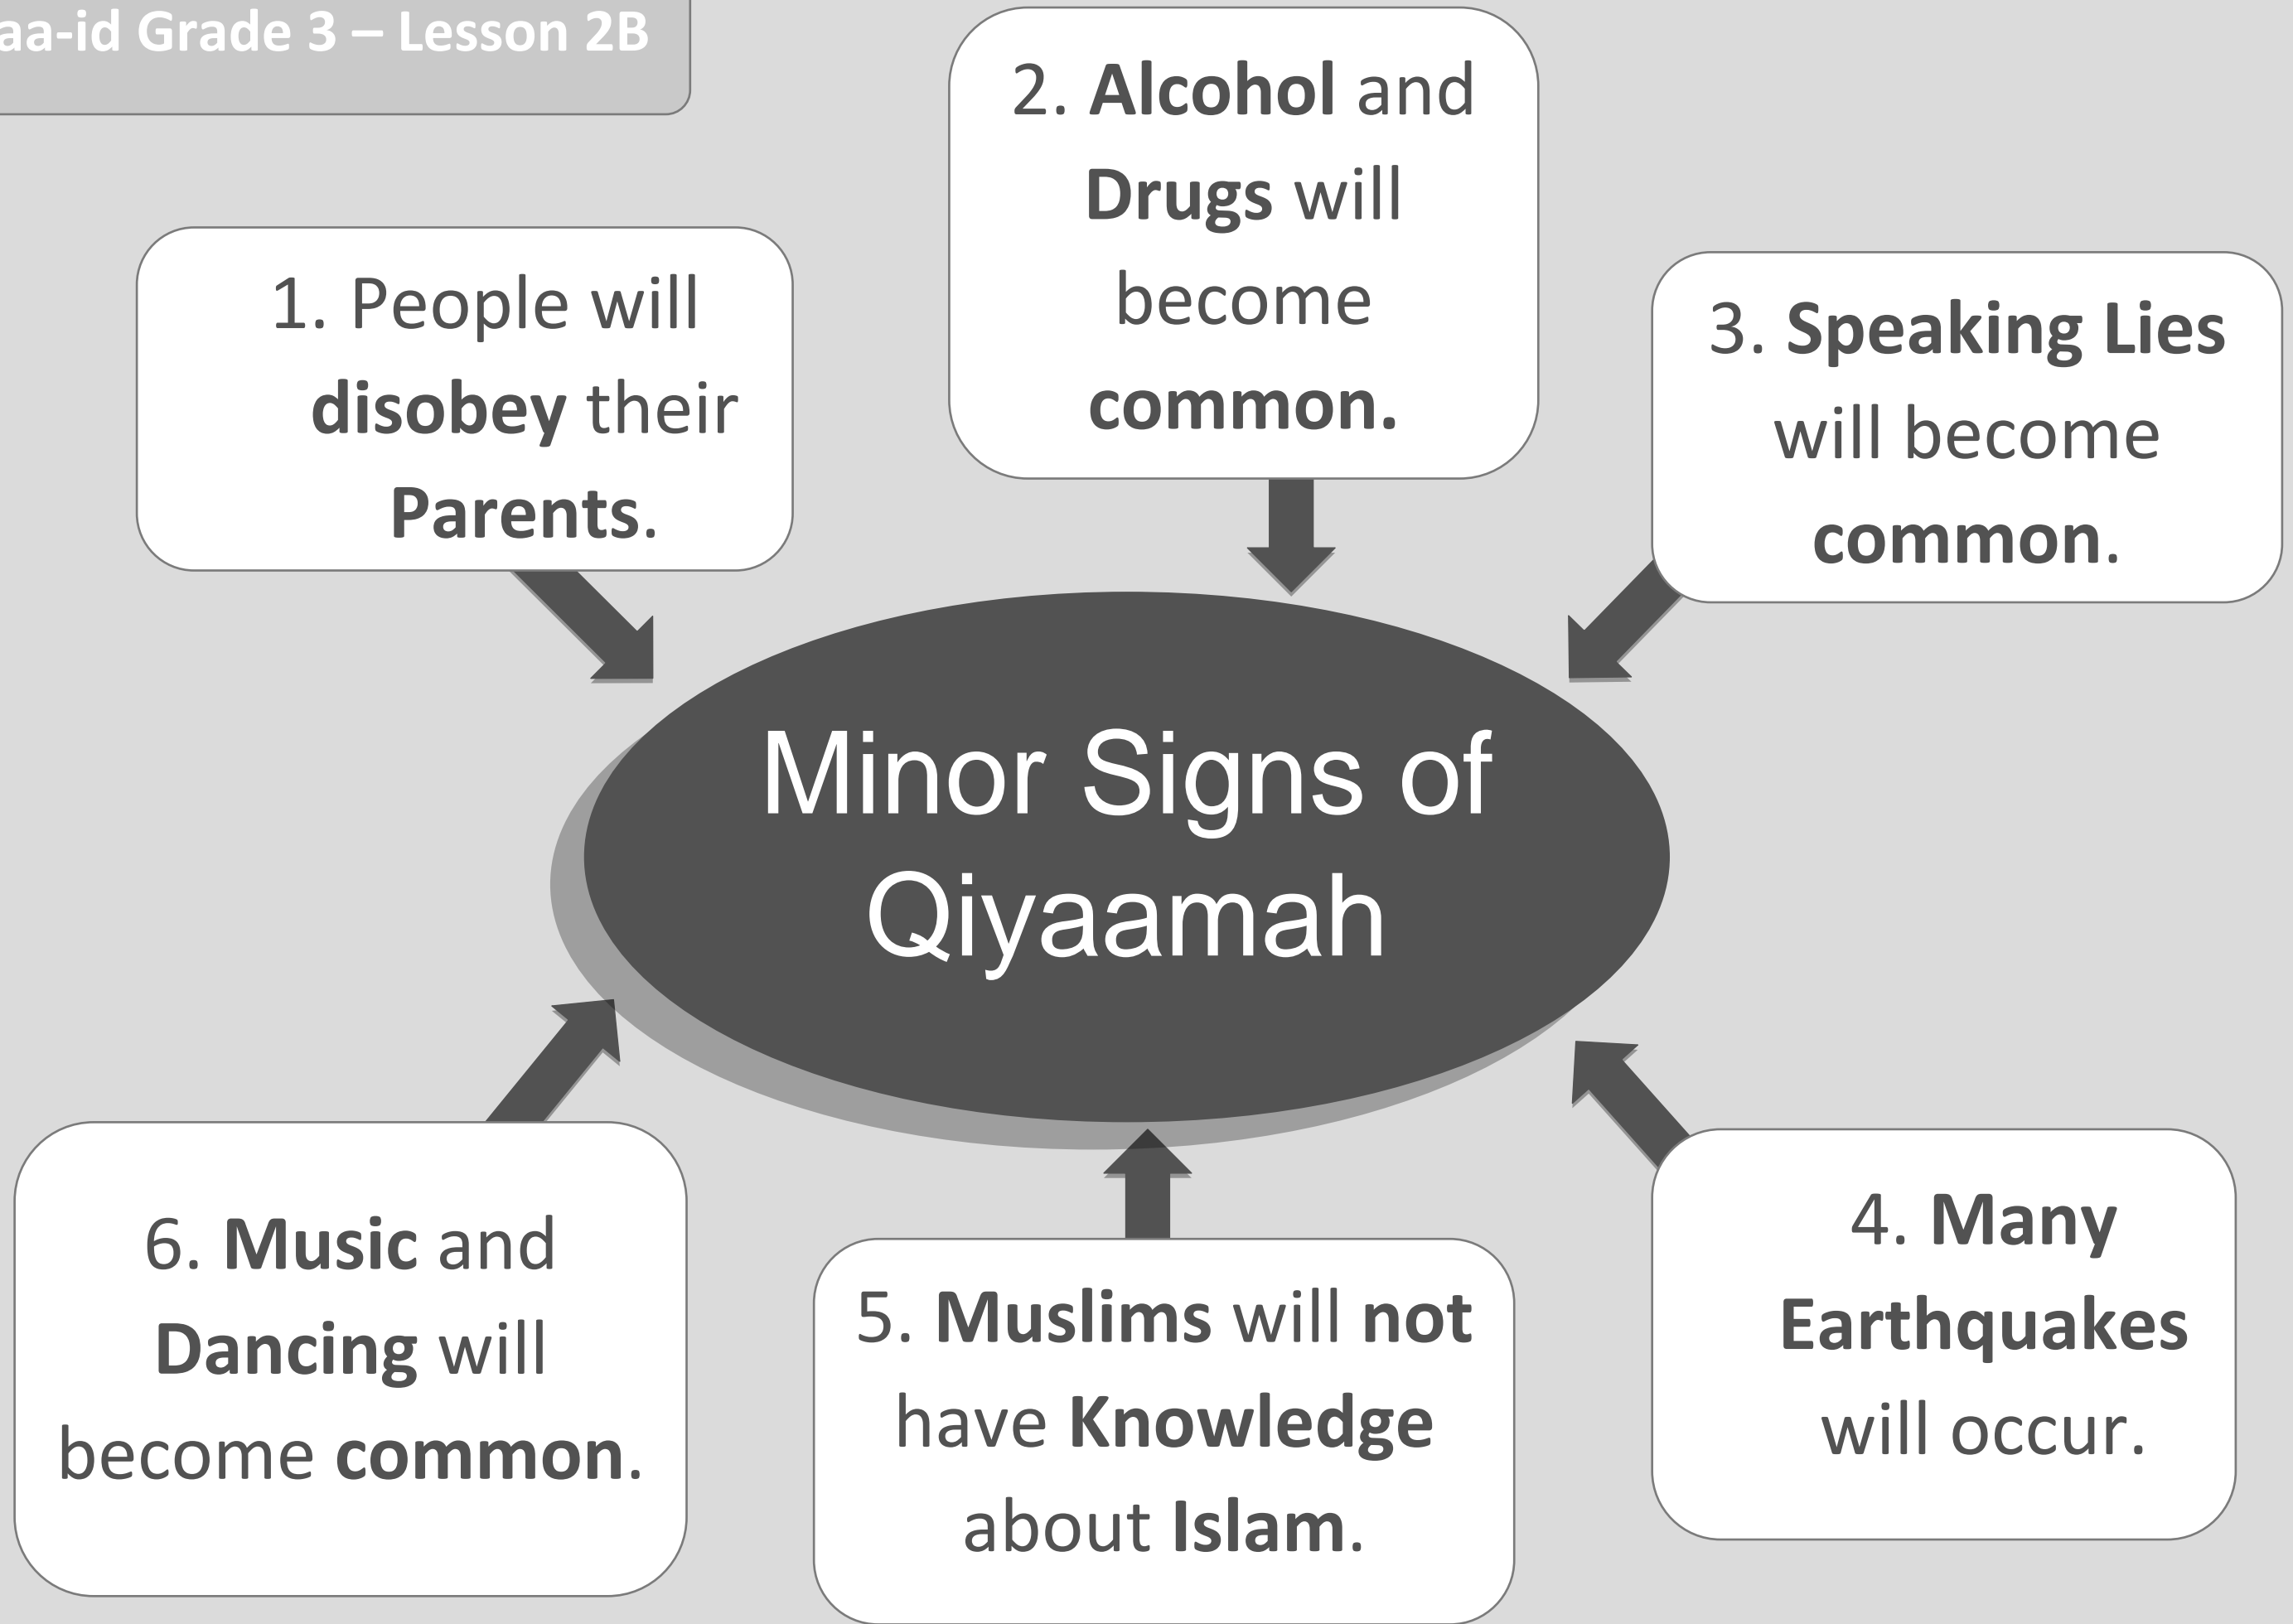 aa-id Grade 3 — Lesson 2B
1. People will
disobey their
Parents.
2. Alcohol and
Drugs will
become
common.
3. Speaking Lies
will become
common.
Minor Signs of
Qiyaamah
4. Many
Earthquakes
will occur.
5. Muslims will not
have Knowledge
about Islam.
6. Music and
Dancing will
become common.